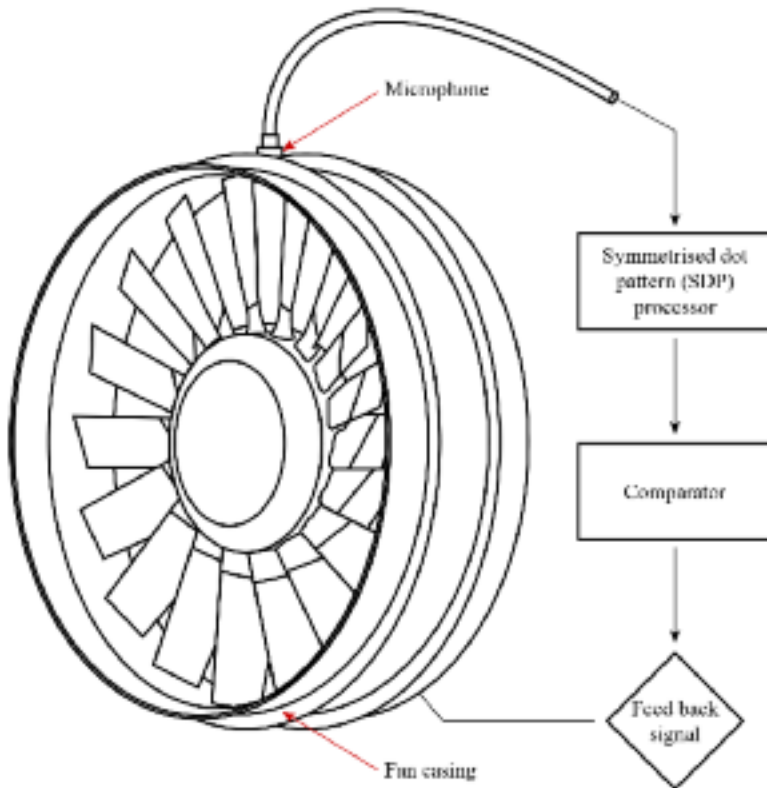 Microphone
Symmetrised dot
pattern (SDP)
processor
Comparator
Feed back
signal
Fan casing